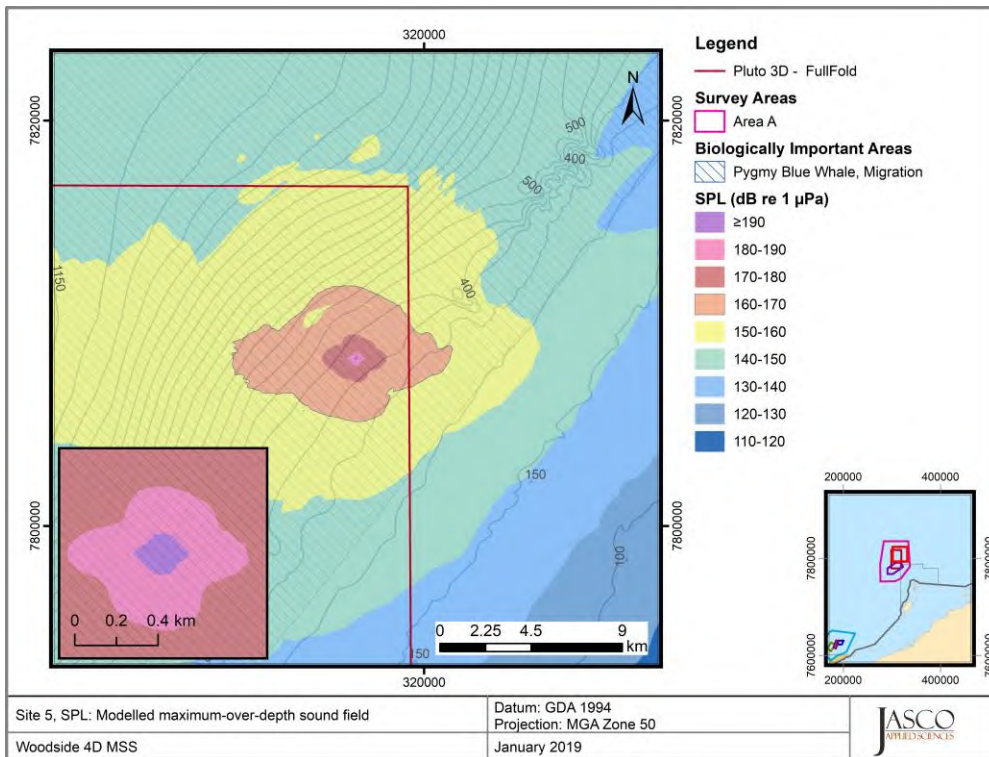 320000
7820000
7820000
N
500
400
500
400
1150
150
100
150
7800000
7800000
0 0.2 0.4 km
0 2.25 4.5 9
km
320000
Legend
Pluto 3D - FullFold
Survey Areas
Area A
Biologically Important Areas
Pygmy Blue Whale, Migration
SPL (dB re 1 µPa)
≥190
180-190
170-180
160-170
150-160
140-150
130-140
120-130
110-120
200000 400000
7800000
7800000
7600000
7600000
200000 400000
Site 5, SPL: Modelled maximum-over-depth sound field
Datum: GDA 1994
Projection: MGA Zone 50
Woodside 4D MSS
January 2019
JASCO
APPLIED SCIENCES